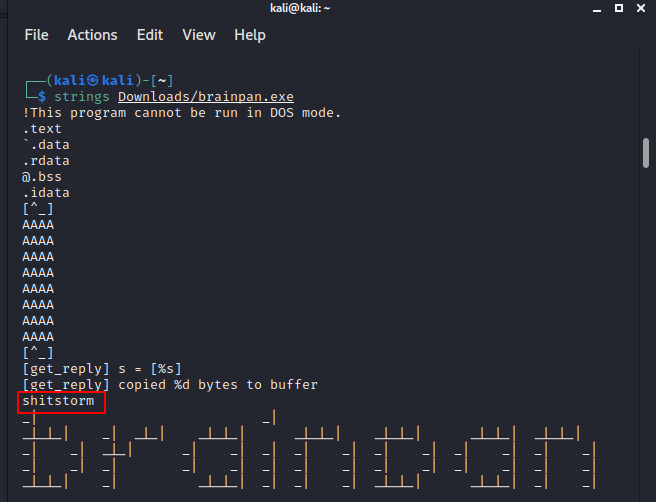 kali@kali: ~
File Actions Edit View Help
┌──(kali㉿kali)-[~]
└─$ strings Downloads/brainpan.exe
!This program cannot be run in DOS mode.
.text
`.data
.rdata
@.bss
.idata
[^_]
AAAA
AAAA
AAAA
AAAA
AAAA
AAAA
AAAA
AAAA
[^_]
[get_reply] s = [%s]
[get_reply] copied %d bytes to buffer
shitstorm
_|                            _|
_|_|_|    _|  _|_|    _|_|_|      _|_|_|    _|_|_|      _|_|_|  _|_|_|
_|    _|  _|_|      _|    _|  _|  _|    _|  _|    _|  _|    _|  _|    _|
_|    _|  _|        _|    _|  _|  _|    _|  _|    _|  _|    _|  _|    _|
_|_|_|    _|          _|_|_|  _|  _|    _|  _|_|_|      _|_|_|  _|    _|